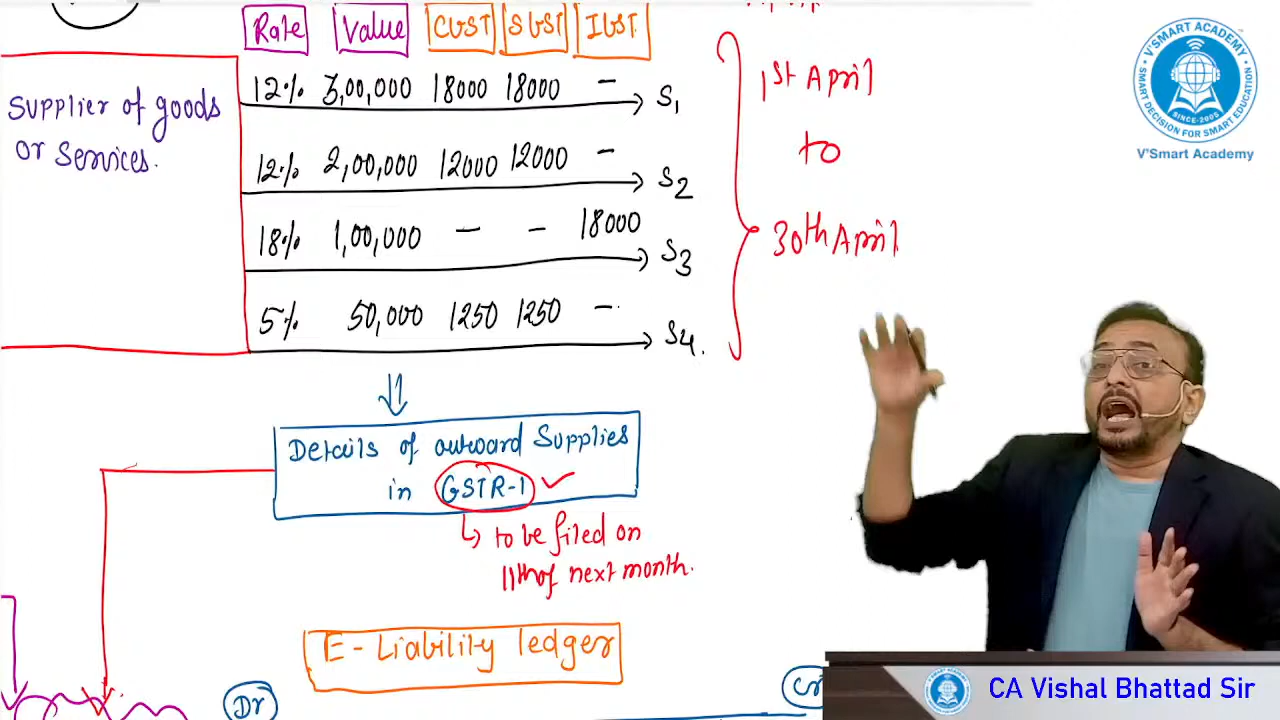 Rate Value CGST SGST IGST
Supplier of goods
or Services.
12% 3,00,000 18000 18000 - S1
12% 2,00,000 12000 12000 - S2
18% 1,00,000 - - 18000 S3
5% 50,000 1250 1250 - S4.
1st April
to
30th April
Details of outward Supplies
in GSTR-1
to be filed on
11th of next month.
E-Liability ledger
Dr
Cr
V'SMART ACADEMY
SMART DECISION FOR SMART EDUCATION
SINCE-2005
V'Smart Academy
CA Vishal Bhattad Sir